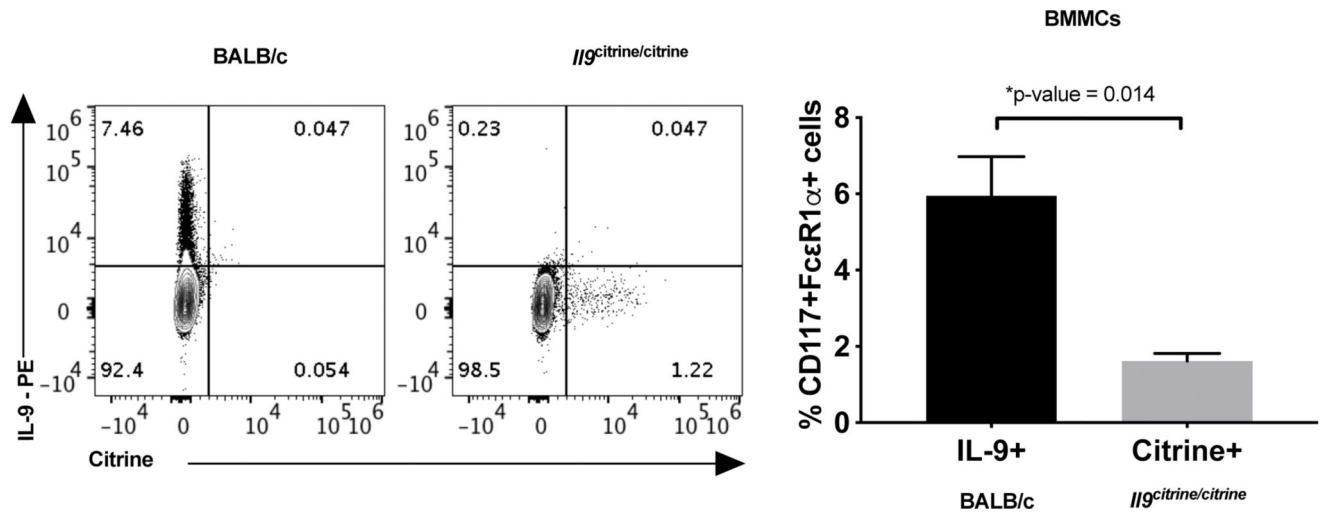 BMMCs
BALB/c Il9citrine/citrine
*p-value = 0.014
IL-9 - PE
10^6
10^5
10^4
0
-10^4
7.46 0.047
92.4 0.054
-10^4 0 10^4 10^5 10^6
10^6
10^5
10^4
0
-10^4
0.23 0.047
98.5 1.22
-10^4 0 10^4 10^5 10^6
Citrine
% CD117+FcεR1α+ cells
8
6
4
2
0
IL-9+ Citrine+
BALB/c Il9citrine/citrine